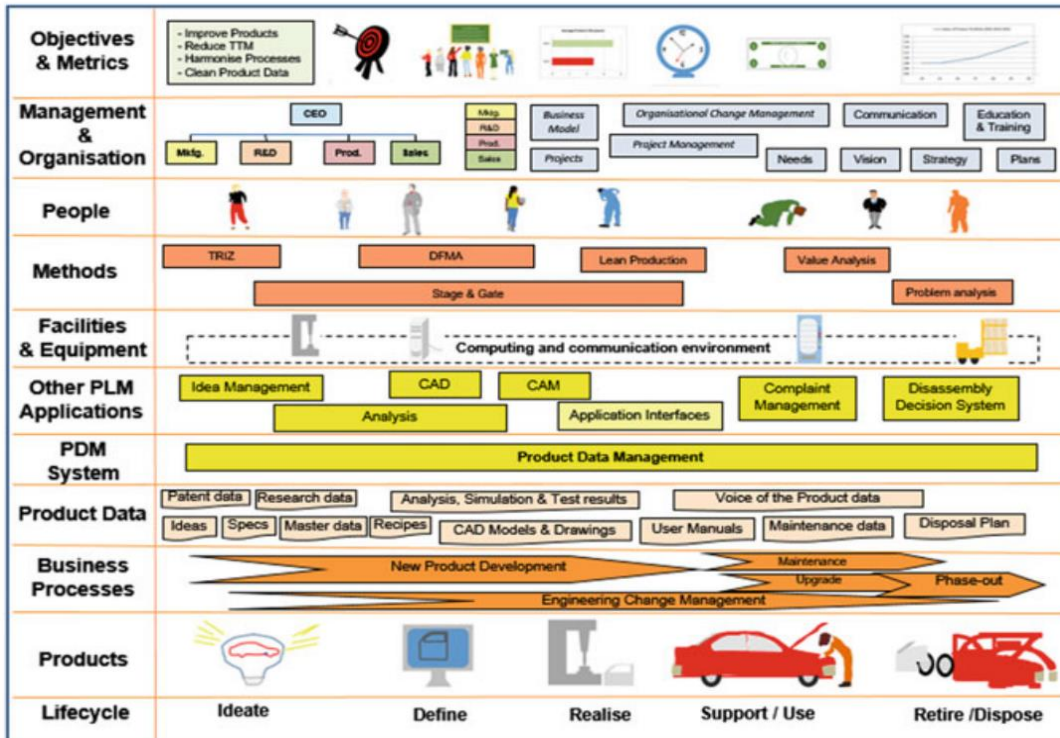 Objectives
& Metrics
- Improve Products
- Reduce TTM
- Harmonise Processes
- Clean Product Data
Management
&
Organisation
CEO
Mktg.
R&D
Prod.
Sales
Mktg.
R&D
Prod.
Sales
Business
Model
Projects
Organisational Change Management
Project Management
Communication
Education
& Training
Needs
Vision
Strategy
Plans
People
Methods
TRIZ
DFMA
Lean Production
Value Analysis
Stage & Gate
Problem analysis
Facilities
& Equipment
Computing and communication environment
Other PLM
Applications
Idea Management
CAD
CAM
Complaint
Management
Disassembly
Decision System
Analysis
Application Interfaces
PDM
System
Product Data Management
Product Data
Patent data
Research data
Analysis, Simulation & Test results
Voice of the Product data
Ideas
Specs
Master data
Recipes
CAD Models & Drawings
User Manuals
Maintenance data
Disposal Plan
Business
Processes
New Product Development
Maintenance
Upgrade
Phase-out
Engineering Change Management
Products
Lifecycle
Ideate
Define
Realise
Support / Use
Retire /Dispose